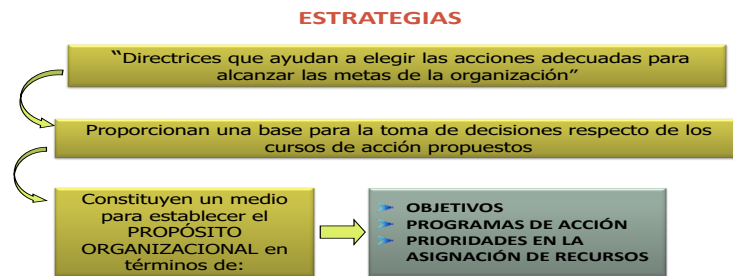 ESTRATEGIAS
“Directrices que ayudan a elegir las acciones adecuadas para
alcanzar las metas de la organización”
Proporcionan una base para la toma de decisiones respecto de los
cursos de acción propuestos
Constituyen un medio
para establecer el
PROPÓSITO
ORGANIZACIONAL en
términos de:
OBJETIVOS
PROGRAMAS DE ACCIÓN
PRIORIDADES EN LA
ASIGNACIÓN DE RECURSOS